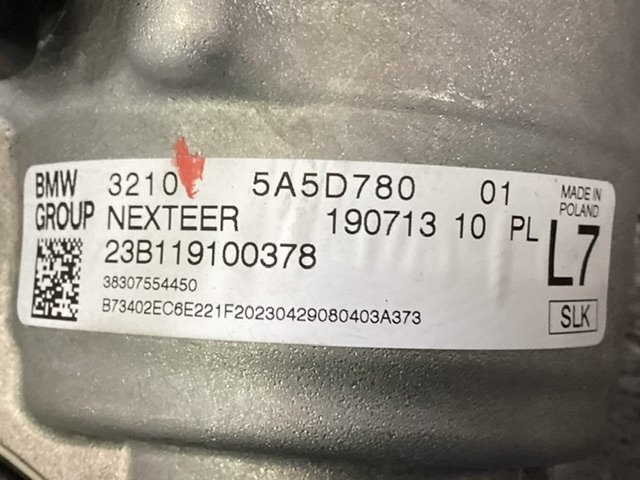 BMW GROUP
3210 5A5D780 01
NEXTEER 190713 10 PL
23B119100378
38307554450
B73402EC6E221F20230429080403A373
MADE IN POLAND
L7
SLK